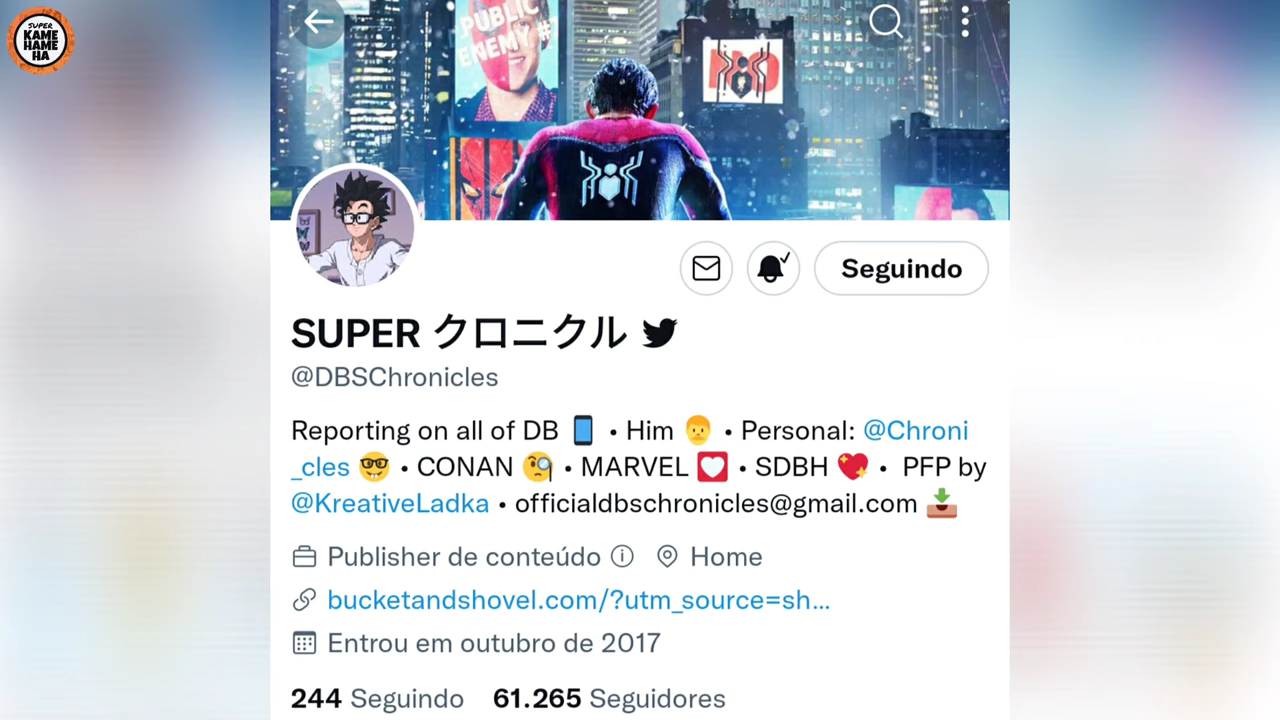 SUPER
KAME
HAME
HA
PUBLIC
ENEMY #
Seguindo
SUPER クロニクル
@DBSChronicles
Reporting on all of DB 📱 • Him 👨 • Personal: @Chroni
_cles 🤓 • CONAN 🧐 • MARVEL 💟 • SDBH 💖 • PFP by
@KreativeLadka • officialdbschronicles@gmail.com 📥
Publisher de conteúdo ⓘ Home
bucketandshovel.com/?utm_source=sh...
Entrou em outubro de 2017
244 Seguindo 61.265 Seguidores